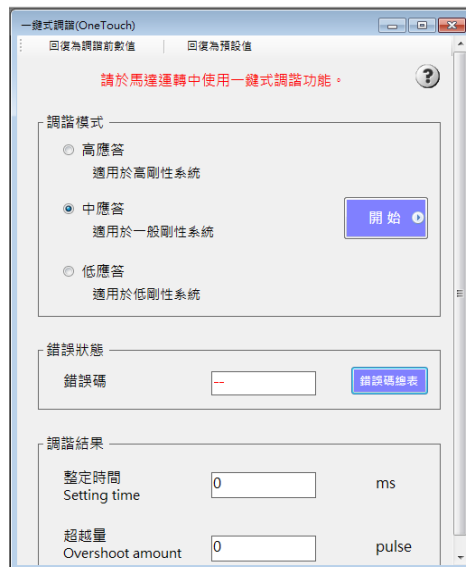 一鍵式調諧(OneTouch)
回復為調諧前數值 回復為預設值
請於馬達運轉中使用一鍵式調諧功能。
?
調諧模式
高應答
適用於高剛性系統
中應答
適用於一般剛性系統
開始
低應答
適用於低剛性系統
錯誤狀態
錯誤碼 -- 錯誤碼總表
調諧結果
整定時間
Setting time 0 ms
超越量
Overshoot amount 0 pulse